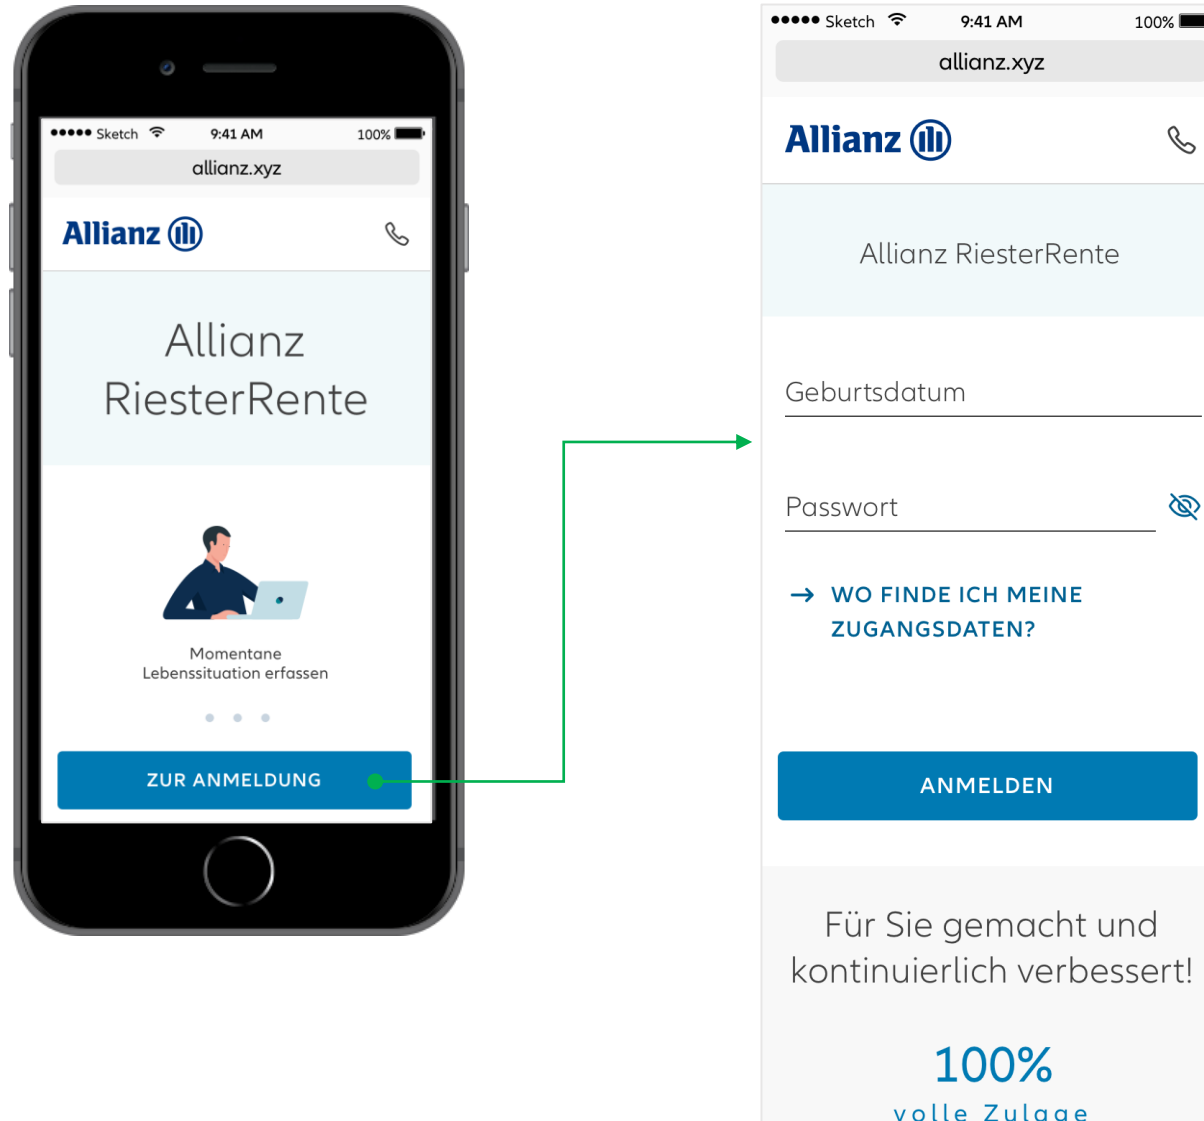 Sketch 9:41 AM 100%
allianz.xyz
Allianz
Allianz
RiesterRente
Momentane
Lebenssituation erfassen
ZUR ANMELDUNG
Sketch 9:41 AM 100%
allianz.xyz
Allianz
Allianz RiesterRente
Geburtsdatum
Passwort
→ WO FINDE ICH MEINE
ZUGANGSDATEN?
ANMELDEN
Für Sie gemacht und
kontinuierlich verbessert!
100%
volle Zulage